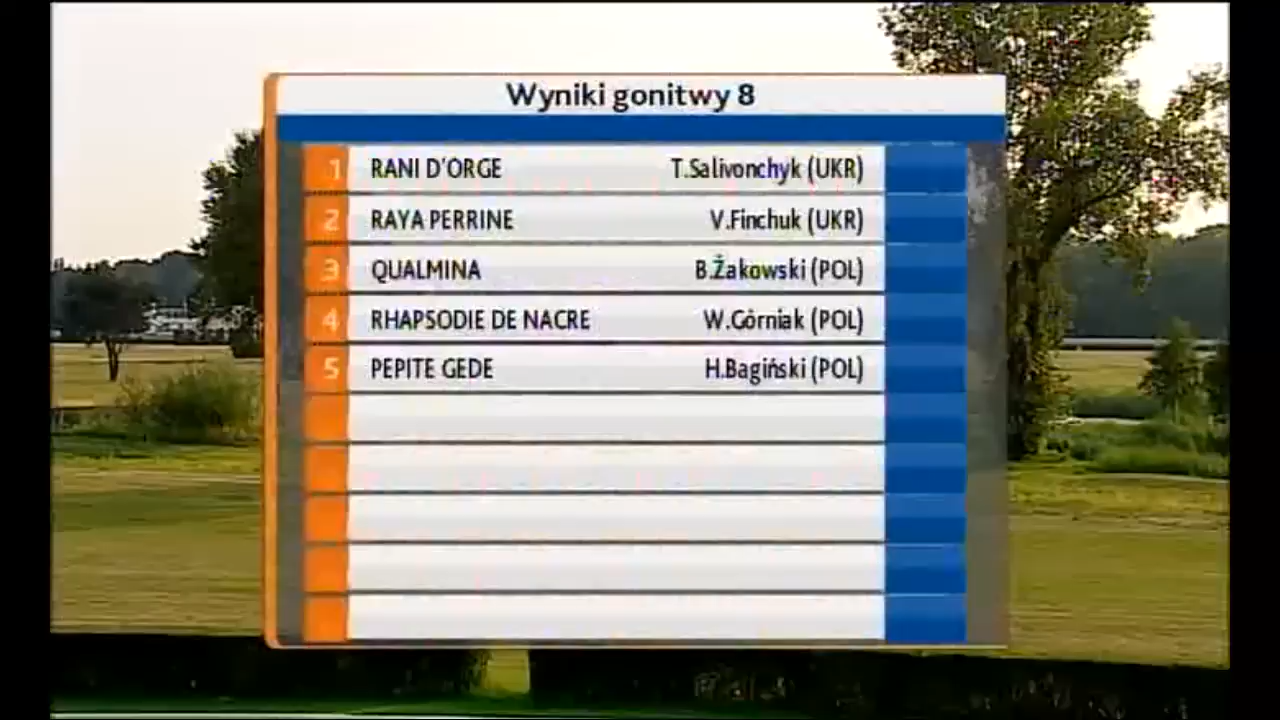 Wyniki gonitwy 8
1 RANI D'ORGE T.Salivonchyk (UKR)
2 RAYA PERRINE V.Finchuk (UKR)
3 QUALMINA B.Żakowski (POL)
4 RHAPSODIE DE NACRE W.Górniak (POL)
5 PEPITE GEDE H.Bagiński (POL)